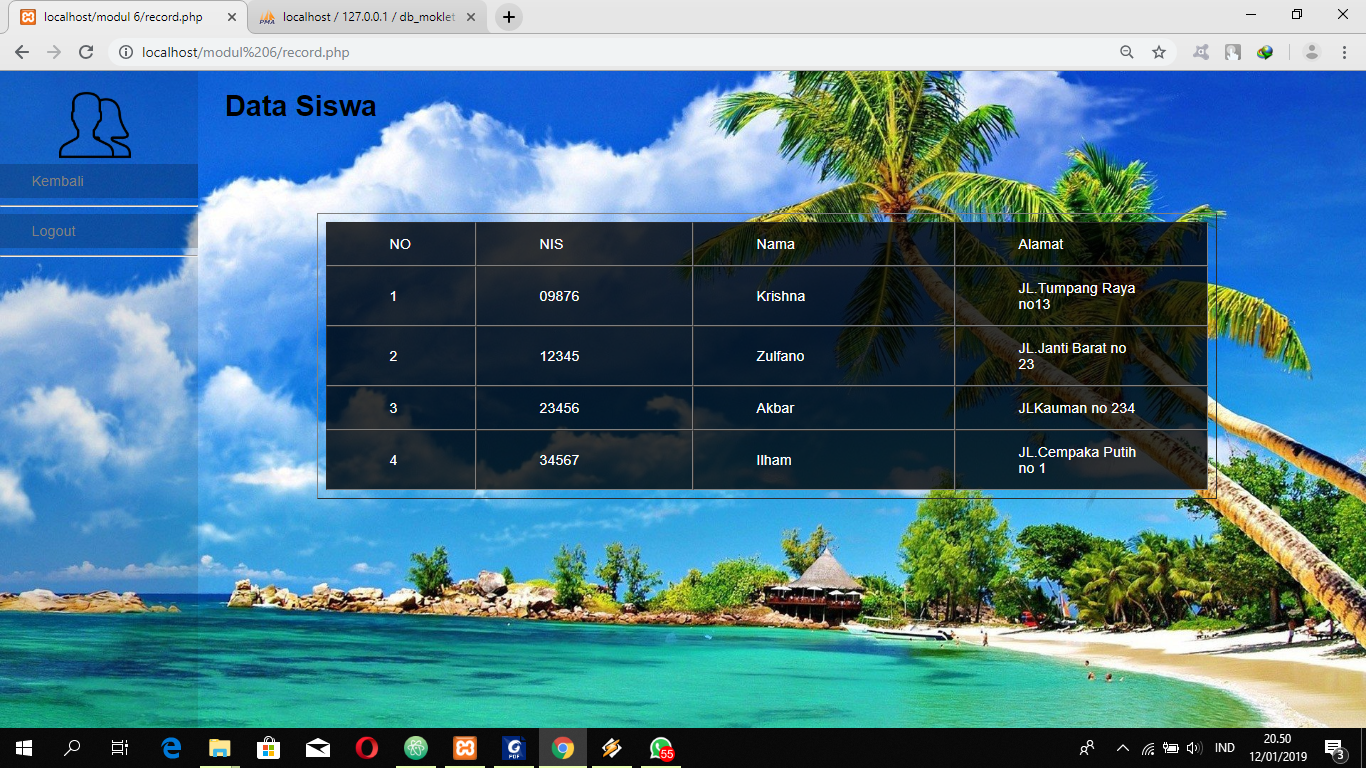 localhost/modul 6/record.php
localhost / 127.0.0.1 / db_moklet
localhost/modul%206/record.php
Data Siswa
Kembali
Logout
NO NIS Nama Alamat
1 09876 Krishna JL.Tumpang Raya
no13
2 12345 Zulfano JL.Janti Barat no
23
3 23456 Akbar JLKauman no 234
4 34567 Ilham JL.Cempaka Putih
no 1
PMA
PDF
55
IND
20.50
12/01/2019
3